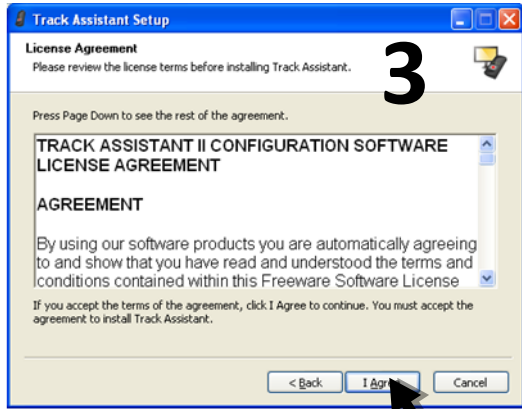 Track Assistant Setup
License Agreement
Please review the license terms before installing Track Assistant.
3
Press Page Down to see the rest of the agreement.
TRACK ASSISTANT II CONFIGURATION SOFTWARE
LICENSE AGREEMENT
AGREEMENT
By using our software products you are automatically agreeing
to and show that you have read and understood the terms and
conditions contained within this Freeware Software License
If you accept the terms of the agreement, click I Agree to continue. You must accept the
agreement to install Track Assistant.
< Back I Agree Cancel